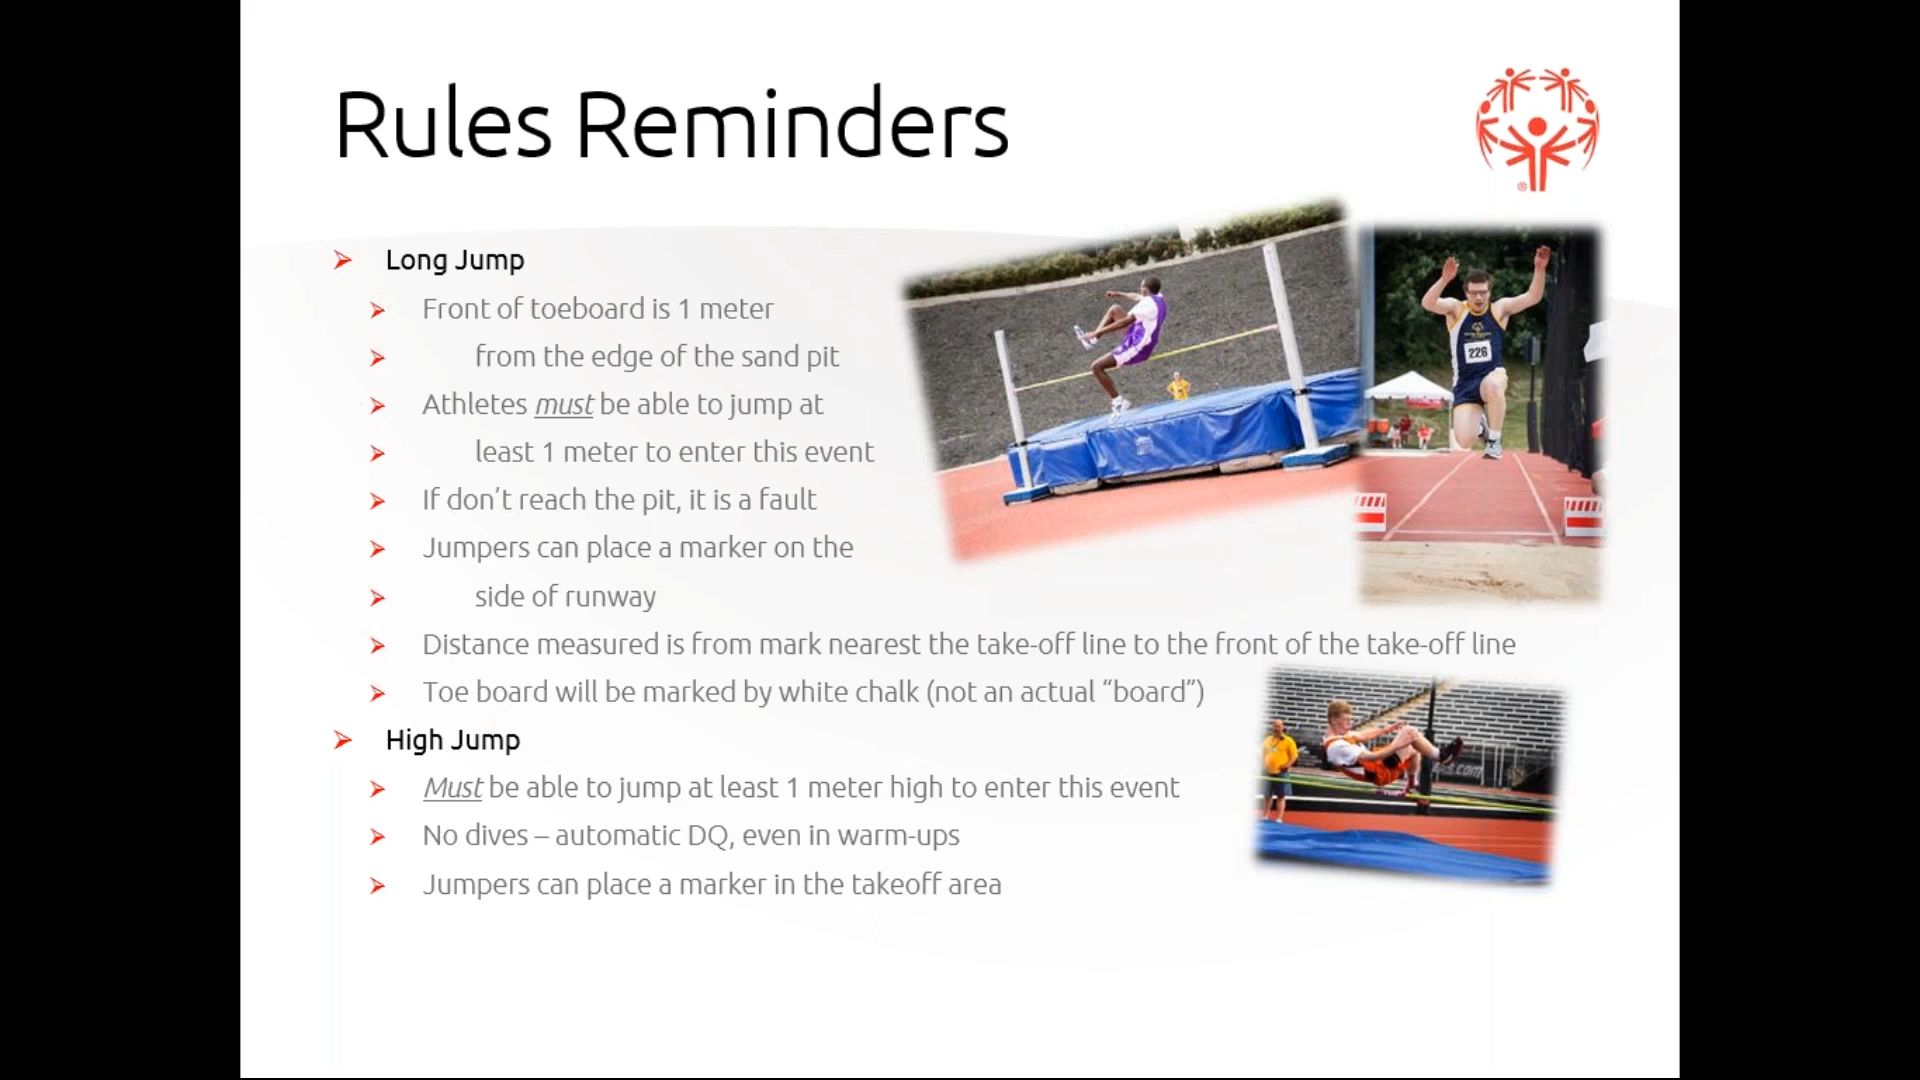 Rules Reminders
Long Jump
Front of toeboard is 1 meter
from the edge of the sand pit
Athletes must be able to jump at
least 1 meter to enter this event
If don’t reach the pit, it is a fault
Jumpers can place a marker on the
side of runway
Distance measured is from mark nearest the take-off line to the front of the take-off line
Toe board will be marked by white chalk (not an actual “board”)
High Jump
Must be able to jump at least 1 meter high to enter this event
No dives – automatic DQ, even in warm-ups
Jumpers can place a marker in the takeoff area
226
®